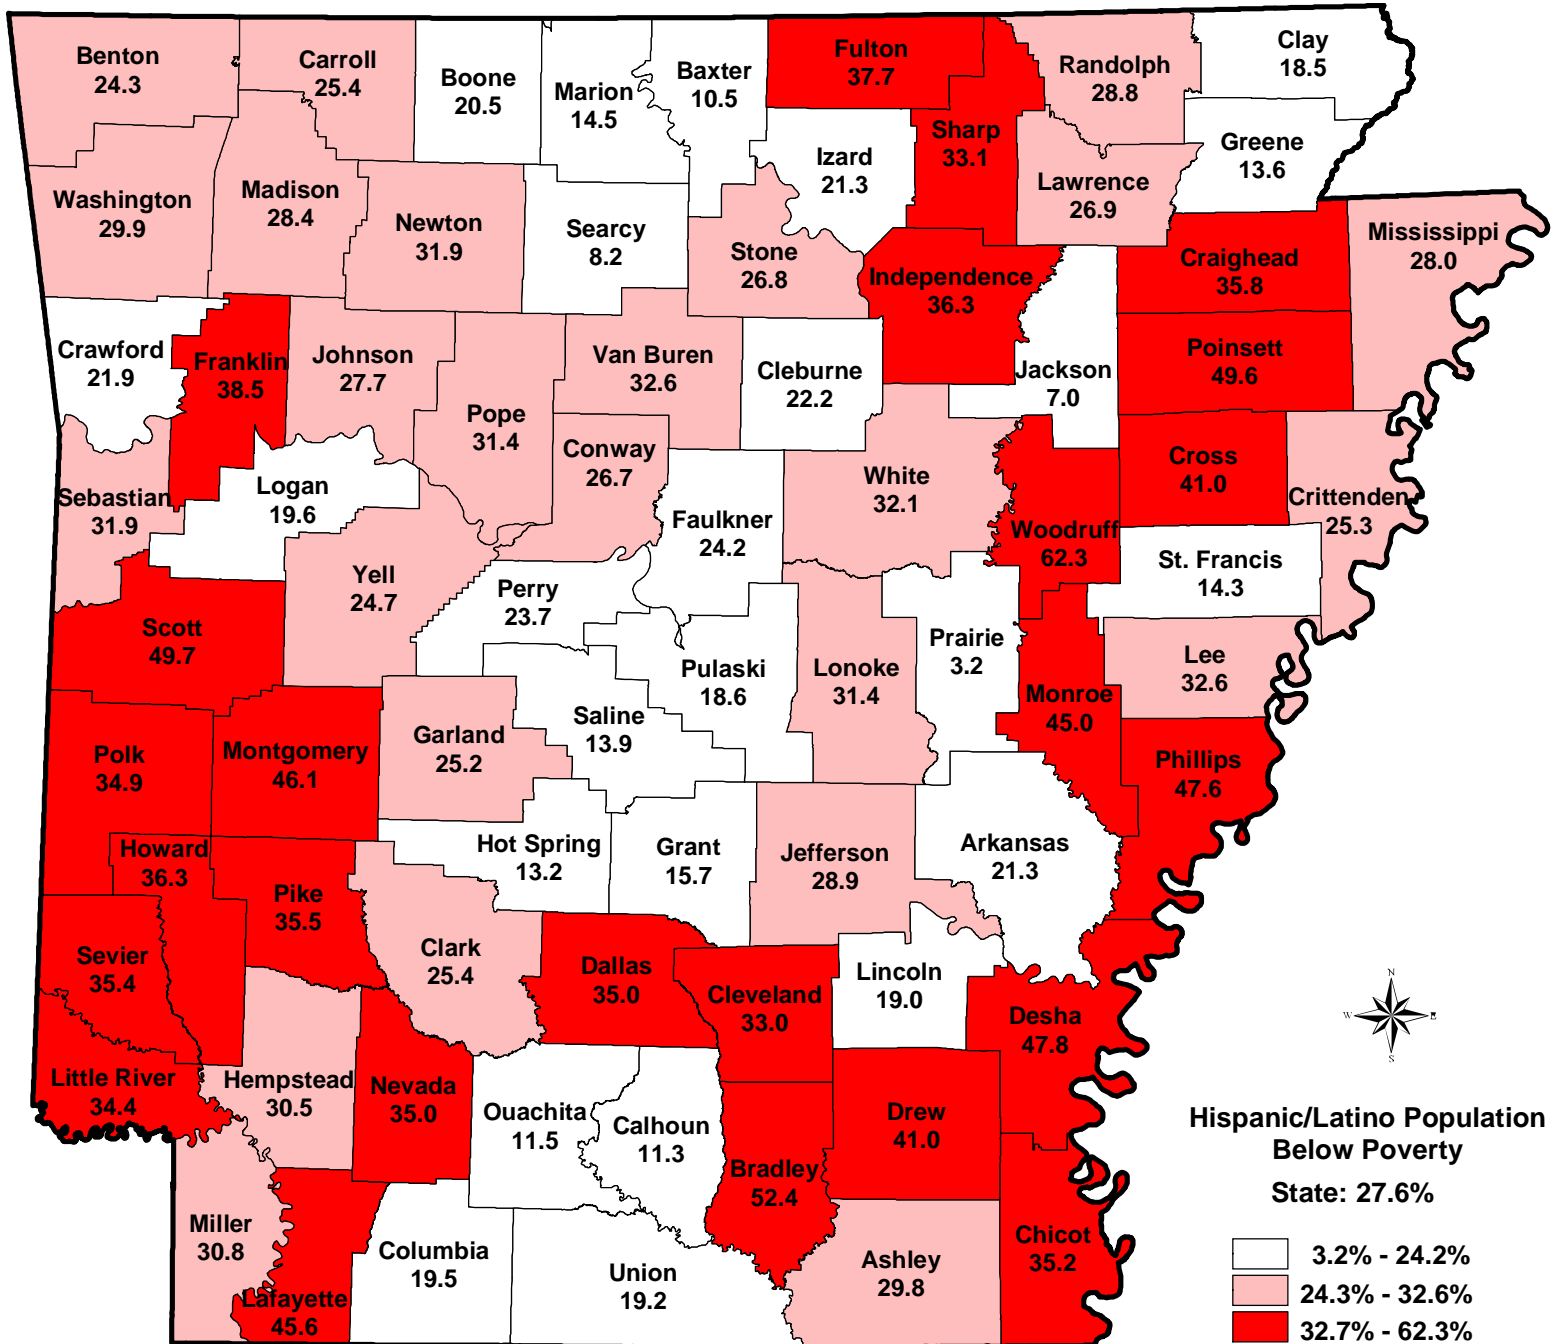 Benton
24.3
Carroll
25.4
Boone
20.5
Marion
14.5
Baxter
10.5
Fulton
37.7
Sharp
33.1
Randolph
28.8
Clay
18.5
Greene
13.6
Izard
21.3
Lawrence
26.9
Washington
29.9
Madison
28.4
Newton
31.9
Searcy
8.2
Stone
26.8
Independence
36.3
Craighead
35.8
Mississippi
28.0
Crawford
21.9
Franklin
38.5
Johnson
27.7
Pope
31.4
Van Buren
32.6
Cleburne
22.2
Jackson
7.0
Poinsett
49.6
Conway
26.7
White
32.1
Cross
41.0
Crittenden
25.3
Sebastian
31.9
Logan
19.6
Faulkner
24.2
Woodruff
62.3
St. Francis
14.3
Yell
24.7
Perry
23.7
Scott
49.7
Pulaski
18.6
Lonoke
31.4
Prairie
3.2
Lee
32.6
Monroe
45.0
Saline
13.9
Garland
25.2
Polk
34.9
Montgomery
46.1
Phillips
47.6
Howard
36.3
Hot Spring
13.2
Grant
15.7
Jefferson
28.9
Arkansas
21.3
Pike
35.5
Sevier
35.4
Clark
25.4
Dallas
35.0
Cleveland
33.0
Lincoln
19.0
Desha
47.8
N
W
E
S
Little River
34.4
Hempstead
30.5
Nevada
35.0
Ouachita
11.5
Calhoun
11.3
Drew
41.0
Bradley
52.4
Miller
30.8
Lafayette
45.6
Columbia
19.5
Union
19.2
Ashley
29.8
Chicot
35.2
Hispanic/Latino Population
Below Poverty
State: 27.6%
3.2% - 24.2%
24.3% - 32.6%
32.7% - 62.3%